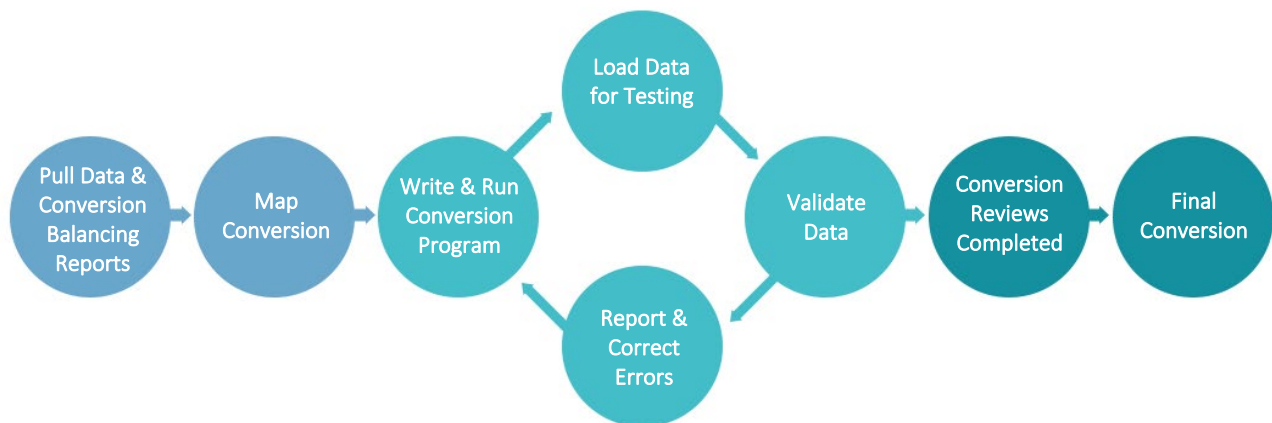 Pull Data &
Conversion
Balancing
Reports
Map
Conversion
Write & Run
Conversion
Program
Load Data
for Testing
Validate
Data
Report &
Correct
Errors
Conversion
Reviews
Completed
Final
Conversion